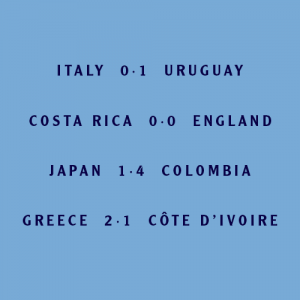 ITALY 0·1 URUGUAY
COSTA RICA 0·0 ENGLAND
JAPAN 1·4 COLOMBIA
GREECE 2·1 CÔTE D'IVOIRE